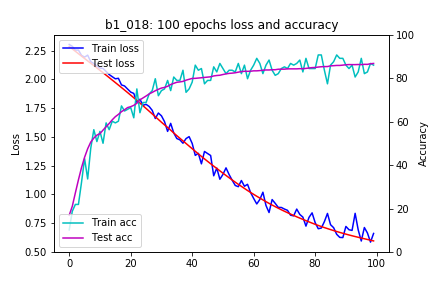 b1_018: 100 epochs loss and accuracy
Train loss
Test loss
Train acc
Test acc
Loss
2.25
2.00
1.75
1.50
1.25
1.00
0.75
0.50
Accuracy
100
80
60
40
20
0
0
20
40
60
80
100